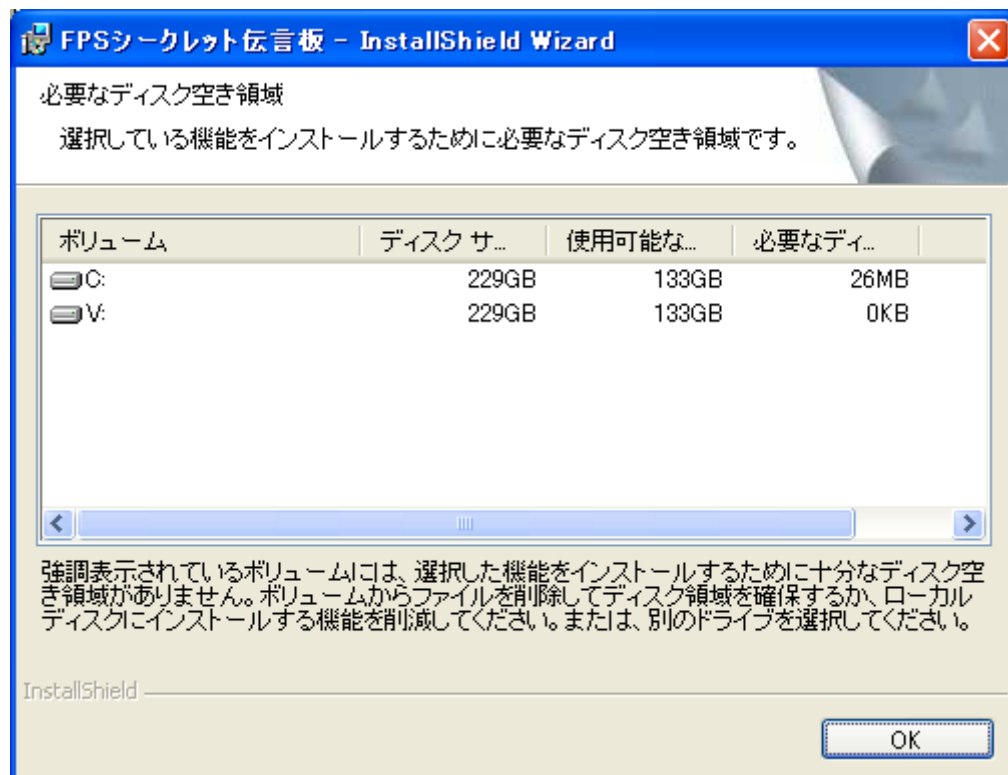 FPSシークレット伝言板 - InstallShield Wizard
必要なディスク空き領域
選択している機能をインストールするために必要なディスク空き領域です。
ボリューム ディスク サ... 使用可能な... 必要なディ...
C: 229GB 133GB 26MB
V: 229GB 133GB 0KB
強調表示されているボリュームには、選択した機能をインストールするために十分なディスク空
き領域がありません。ボリュームからファイルを削除してディスク領域を確保するか、ローカル
ディスクにインストールする機能を削減してください。または、別のドライブを選択してください。
InstallShield
OK